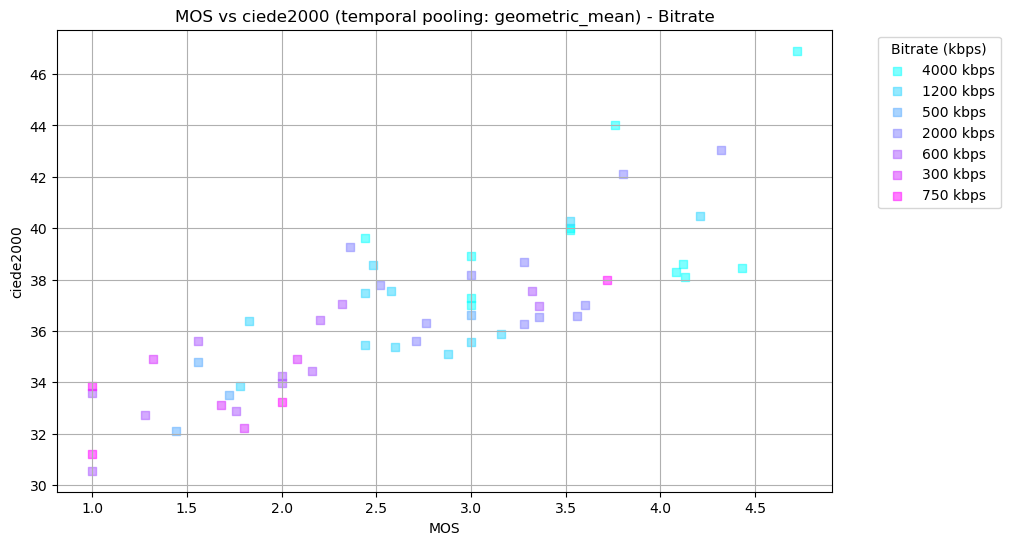 MOS vs ciede2000 (temporal pooling: geometric_mean) - Bitrate
Bitrate (kbps)
4000 kbps
1200 kbps
500 kbps
2000 kbps
600 kbps
300 kbps
750 kbps
ciede2000
46
44
42
40
38
36
34
32
30
1.0 1.5 2.0 2.5 3.0 3.5 4.0 4.5
MOS